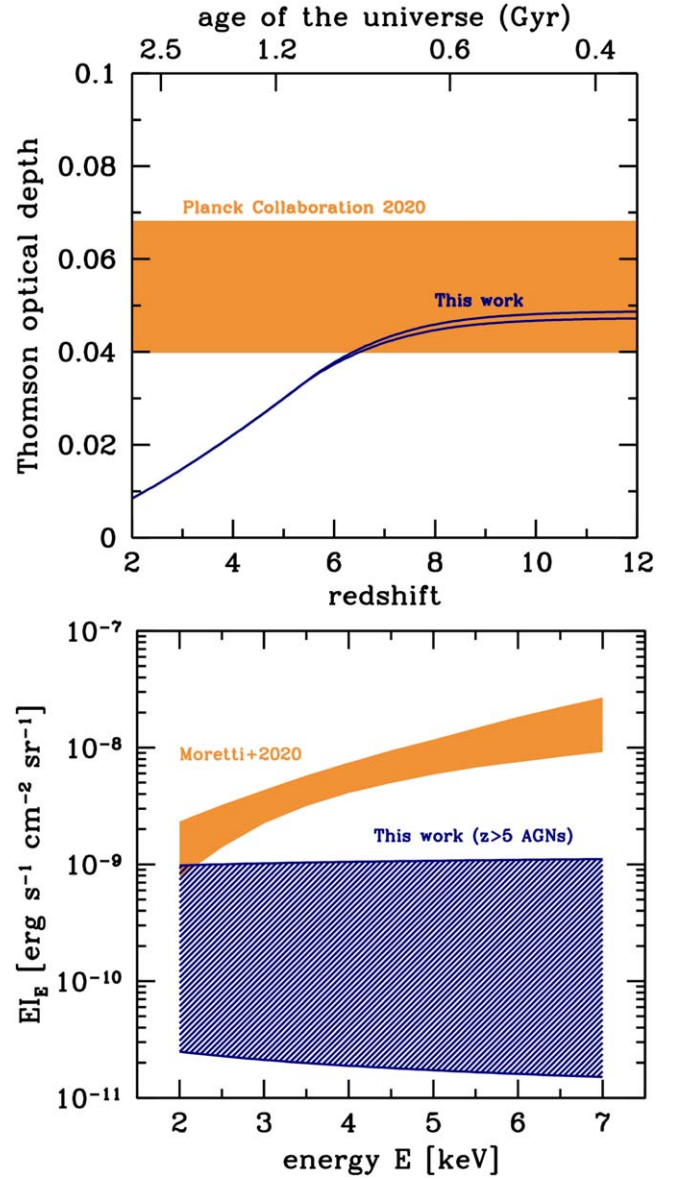 age of the universe (Gyr)
2.5 1.2 0.6 0.4
0.1
0.08
0.06
0.04
0.02
0
Thomson optical depth
Planck Collaboration 2020
This work
2 4 6 8 10 12
redshift
10⁻⁷
10⁻⁸
10⁻⁹
10⁻¹⁰
10⁻¹¹
EI_E [erg s⁻¹ cm⁻² sr⁻¹]
Moretti+2020
This work (z>5 AGNs)
2 3 4 5 6 7
energy E [keV]